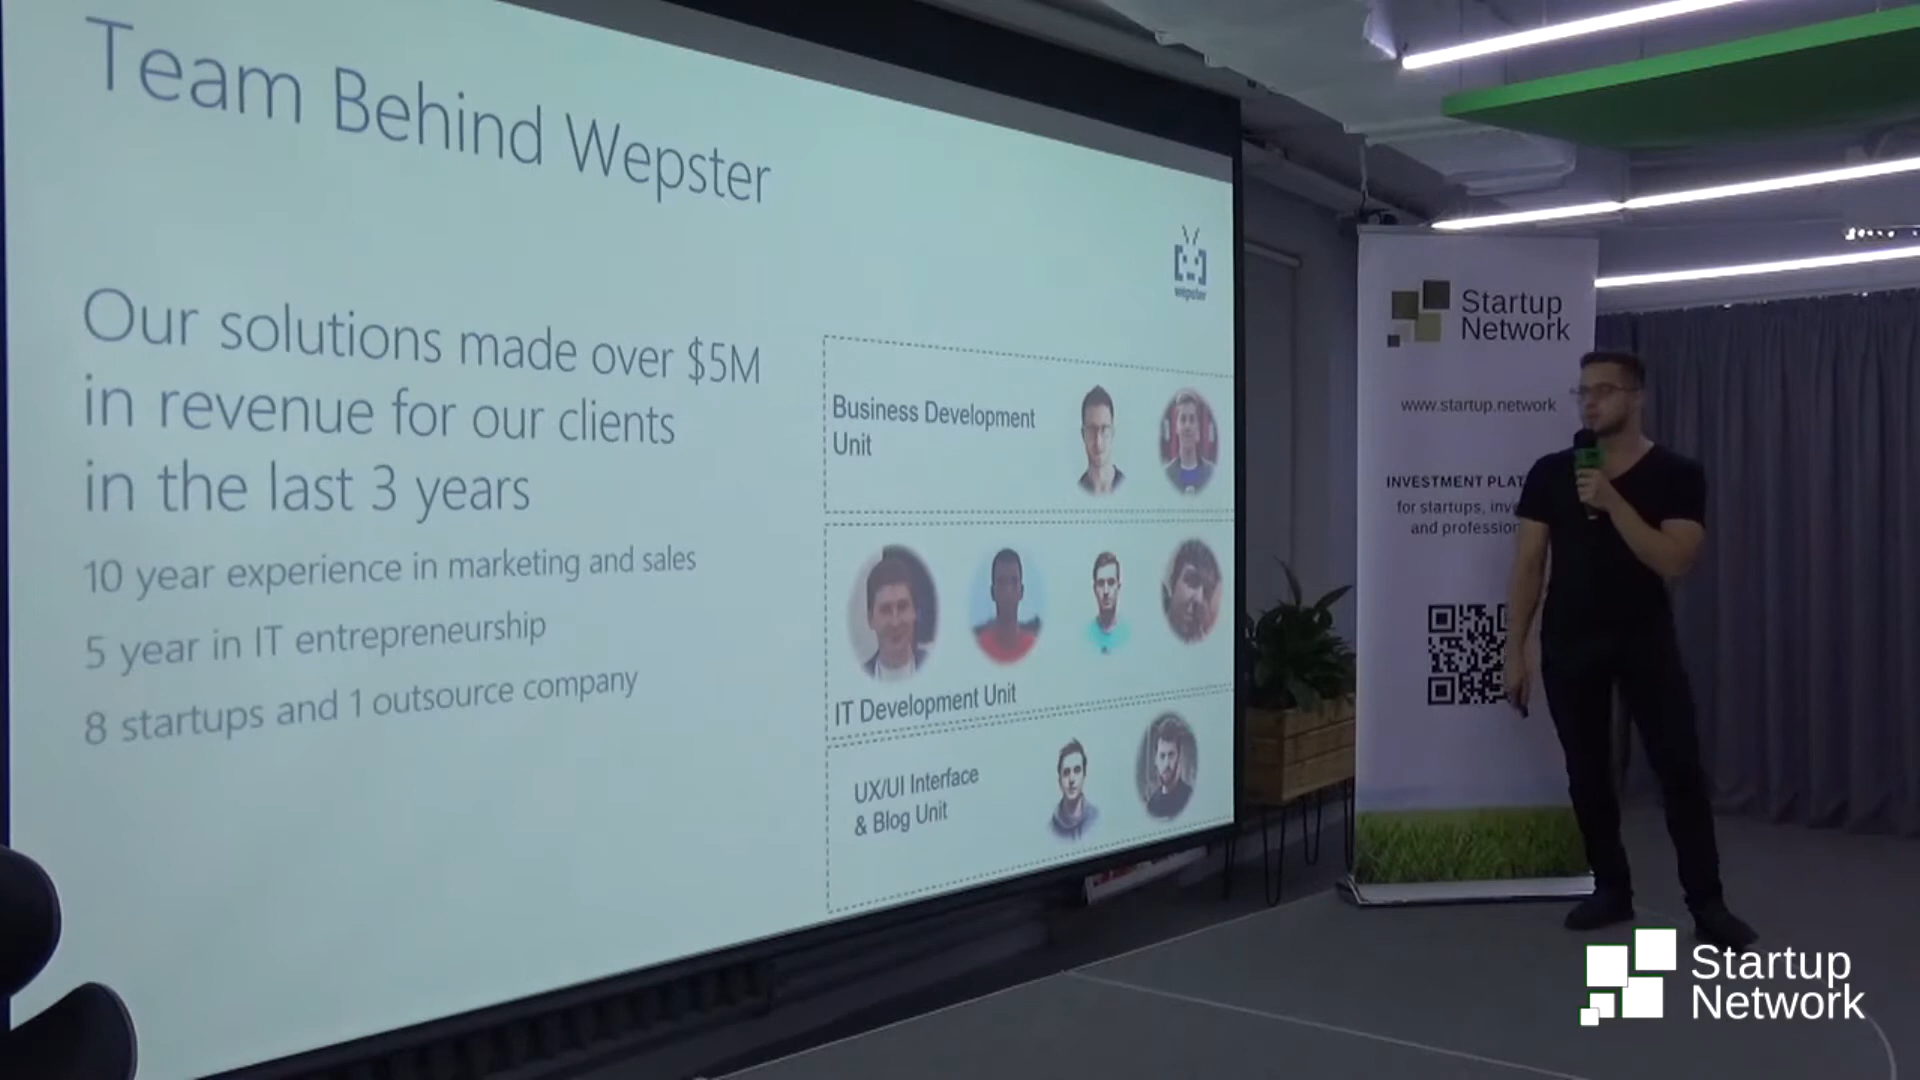 Team Behind Wepster
wepster
Our solutions made over $5M
in revenue for our clients
in the last 3 years
10 year experience in marketing and sales
5 year in IT entrepreneurship
8 startups and 1 outsource company
Business Development
Unit
IT Development Unit
UX/UI Interface
& Blog Unit
Startup
Network
www.startup.network
INVESTMENT PLAT
for startups, inve
and profession
Startup
Network